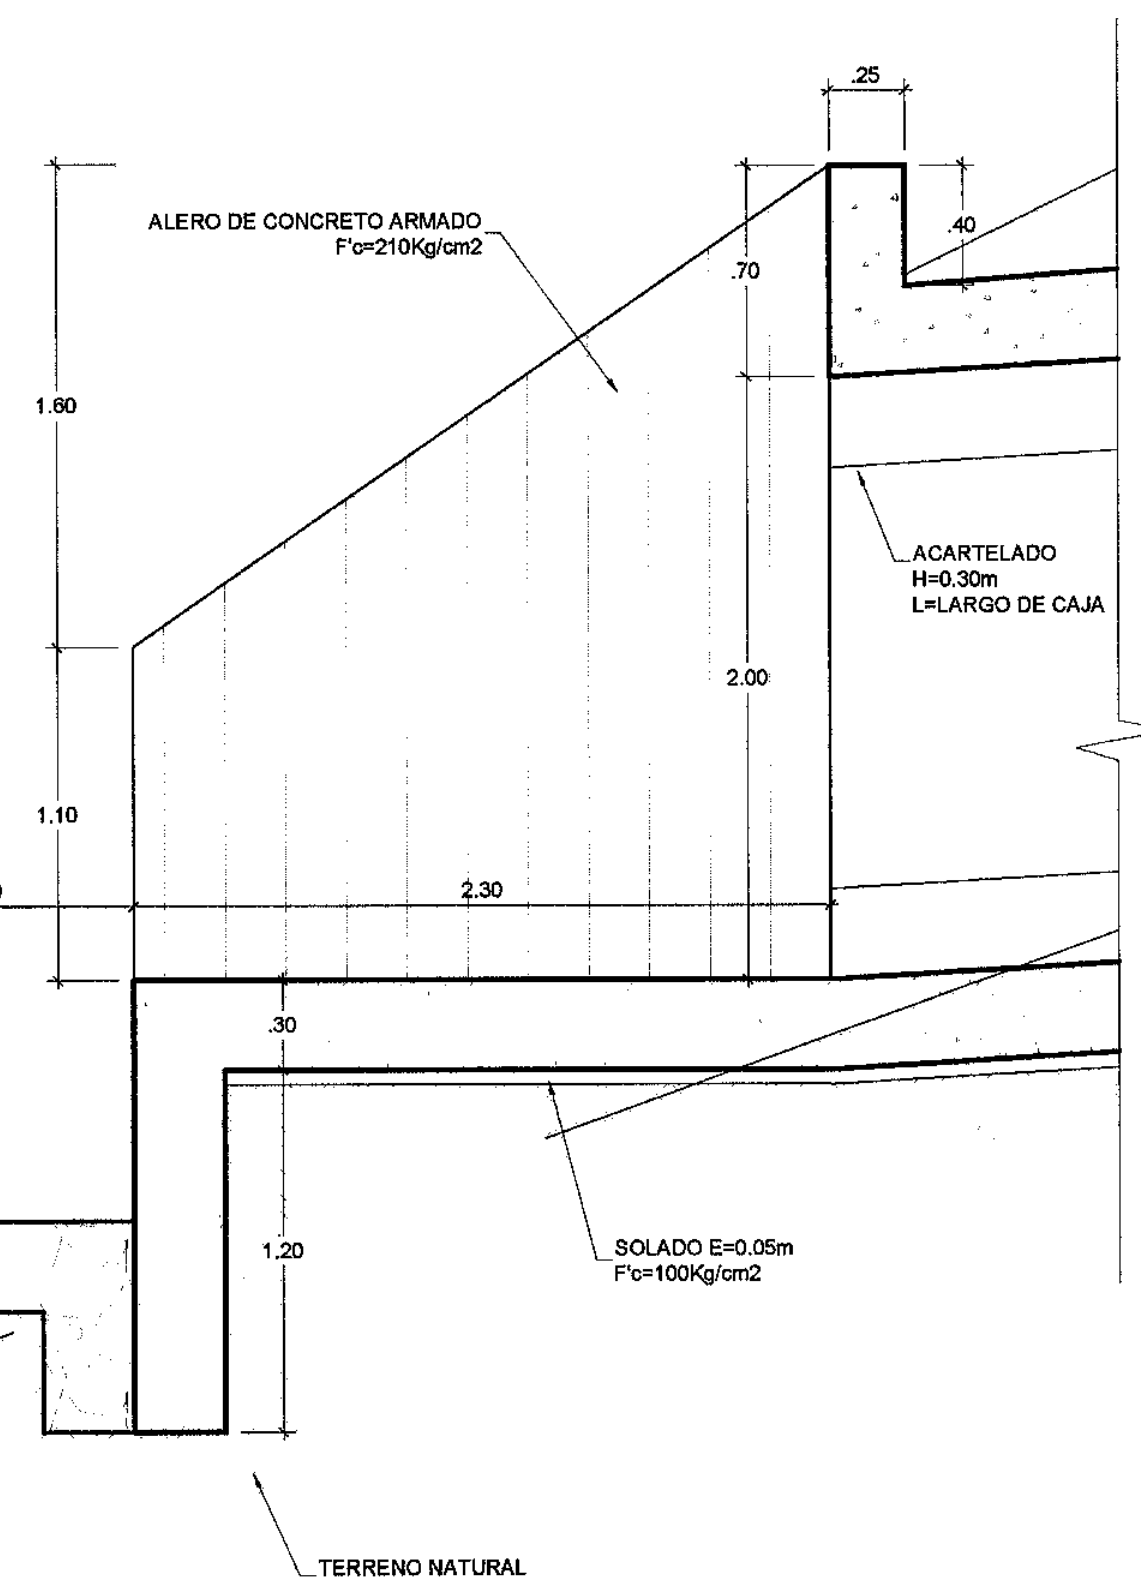 .25
ALERO DE CONCRETO ARMADO
F'c=210Kg/cm2
.40
.70
1.60
ACARTELADO
H=0.30m
L=LARGO DE CAJA
2.00
1.10
2.30
.30
1.20
SOLADO E=0.05m
F'c=100Kg/cm2
TERRENO NATURAL